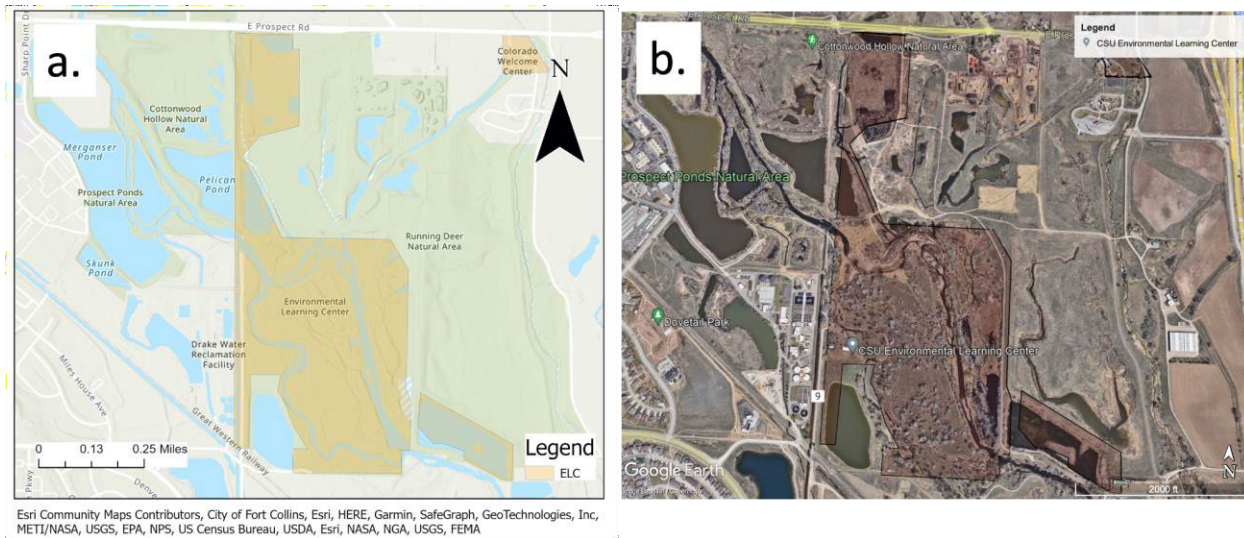 a.
E Prospect Rd
Sharp Point Dr
Colorado
Welcome
Center
N
Cottonwood
Hollow Natural
Area
Merganser
Pond
Pelican
Pond
Prospect Ponds
Natural Area
Running Deer
Natural Area
Skunk
Pond
Environmental
Learning Center
Drake Water
Reclamation
Facility
Miles House Ave
Great Western Railway
0 0.13 0.25 Miles
Pkwy
Legend
ELC
Esri Community Maps Contributors, City of Fort Collins, Esri, HERE, Garmin, SafeGraph, GeoTechnologies, Inc,
METI/NASA, USGS, EPA, NPS, US Census Bureau, USDA, Esri, NASA, NGA, USGS, FEMA
b.
Legend
CSU Environmental Learning Center
Cottonwood Hollow Natural Area
Prospect Ponds Natural Area
Dovetail Park
CSU Environmental Learning Center
9
Google Earth
N
2000 ft